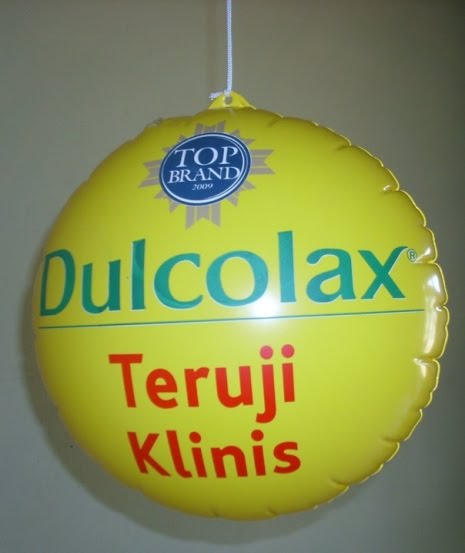 TOP
BRAND
2009
Dulcolax®
Teruji
Klinis